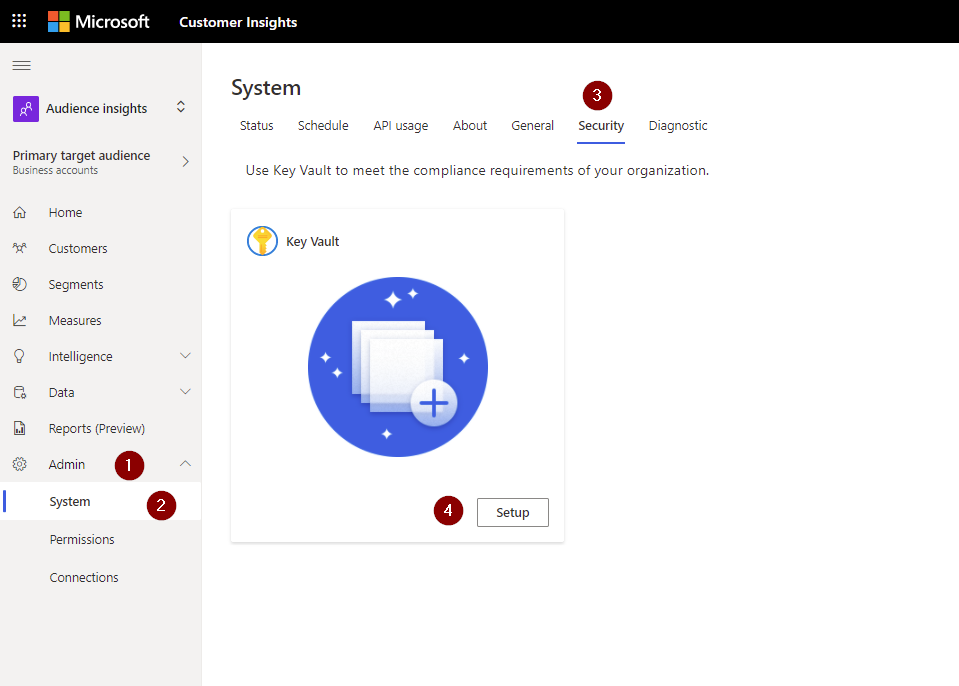 Microsoft Customer Insights
Audience insights
Primary target audience
Business accounts
Home
Customers
Segments
Measures
Intelligence
Data
Reports (Preview)
Admin 1
System 2
Permissions
Connections
System
3
Status Schedule API usage About General Security Diagnostic
Use Key Vault to meet the compliance requirements of your organization.
Key Vault
4 Setup